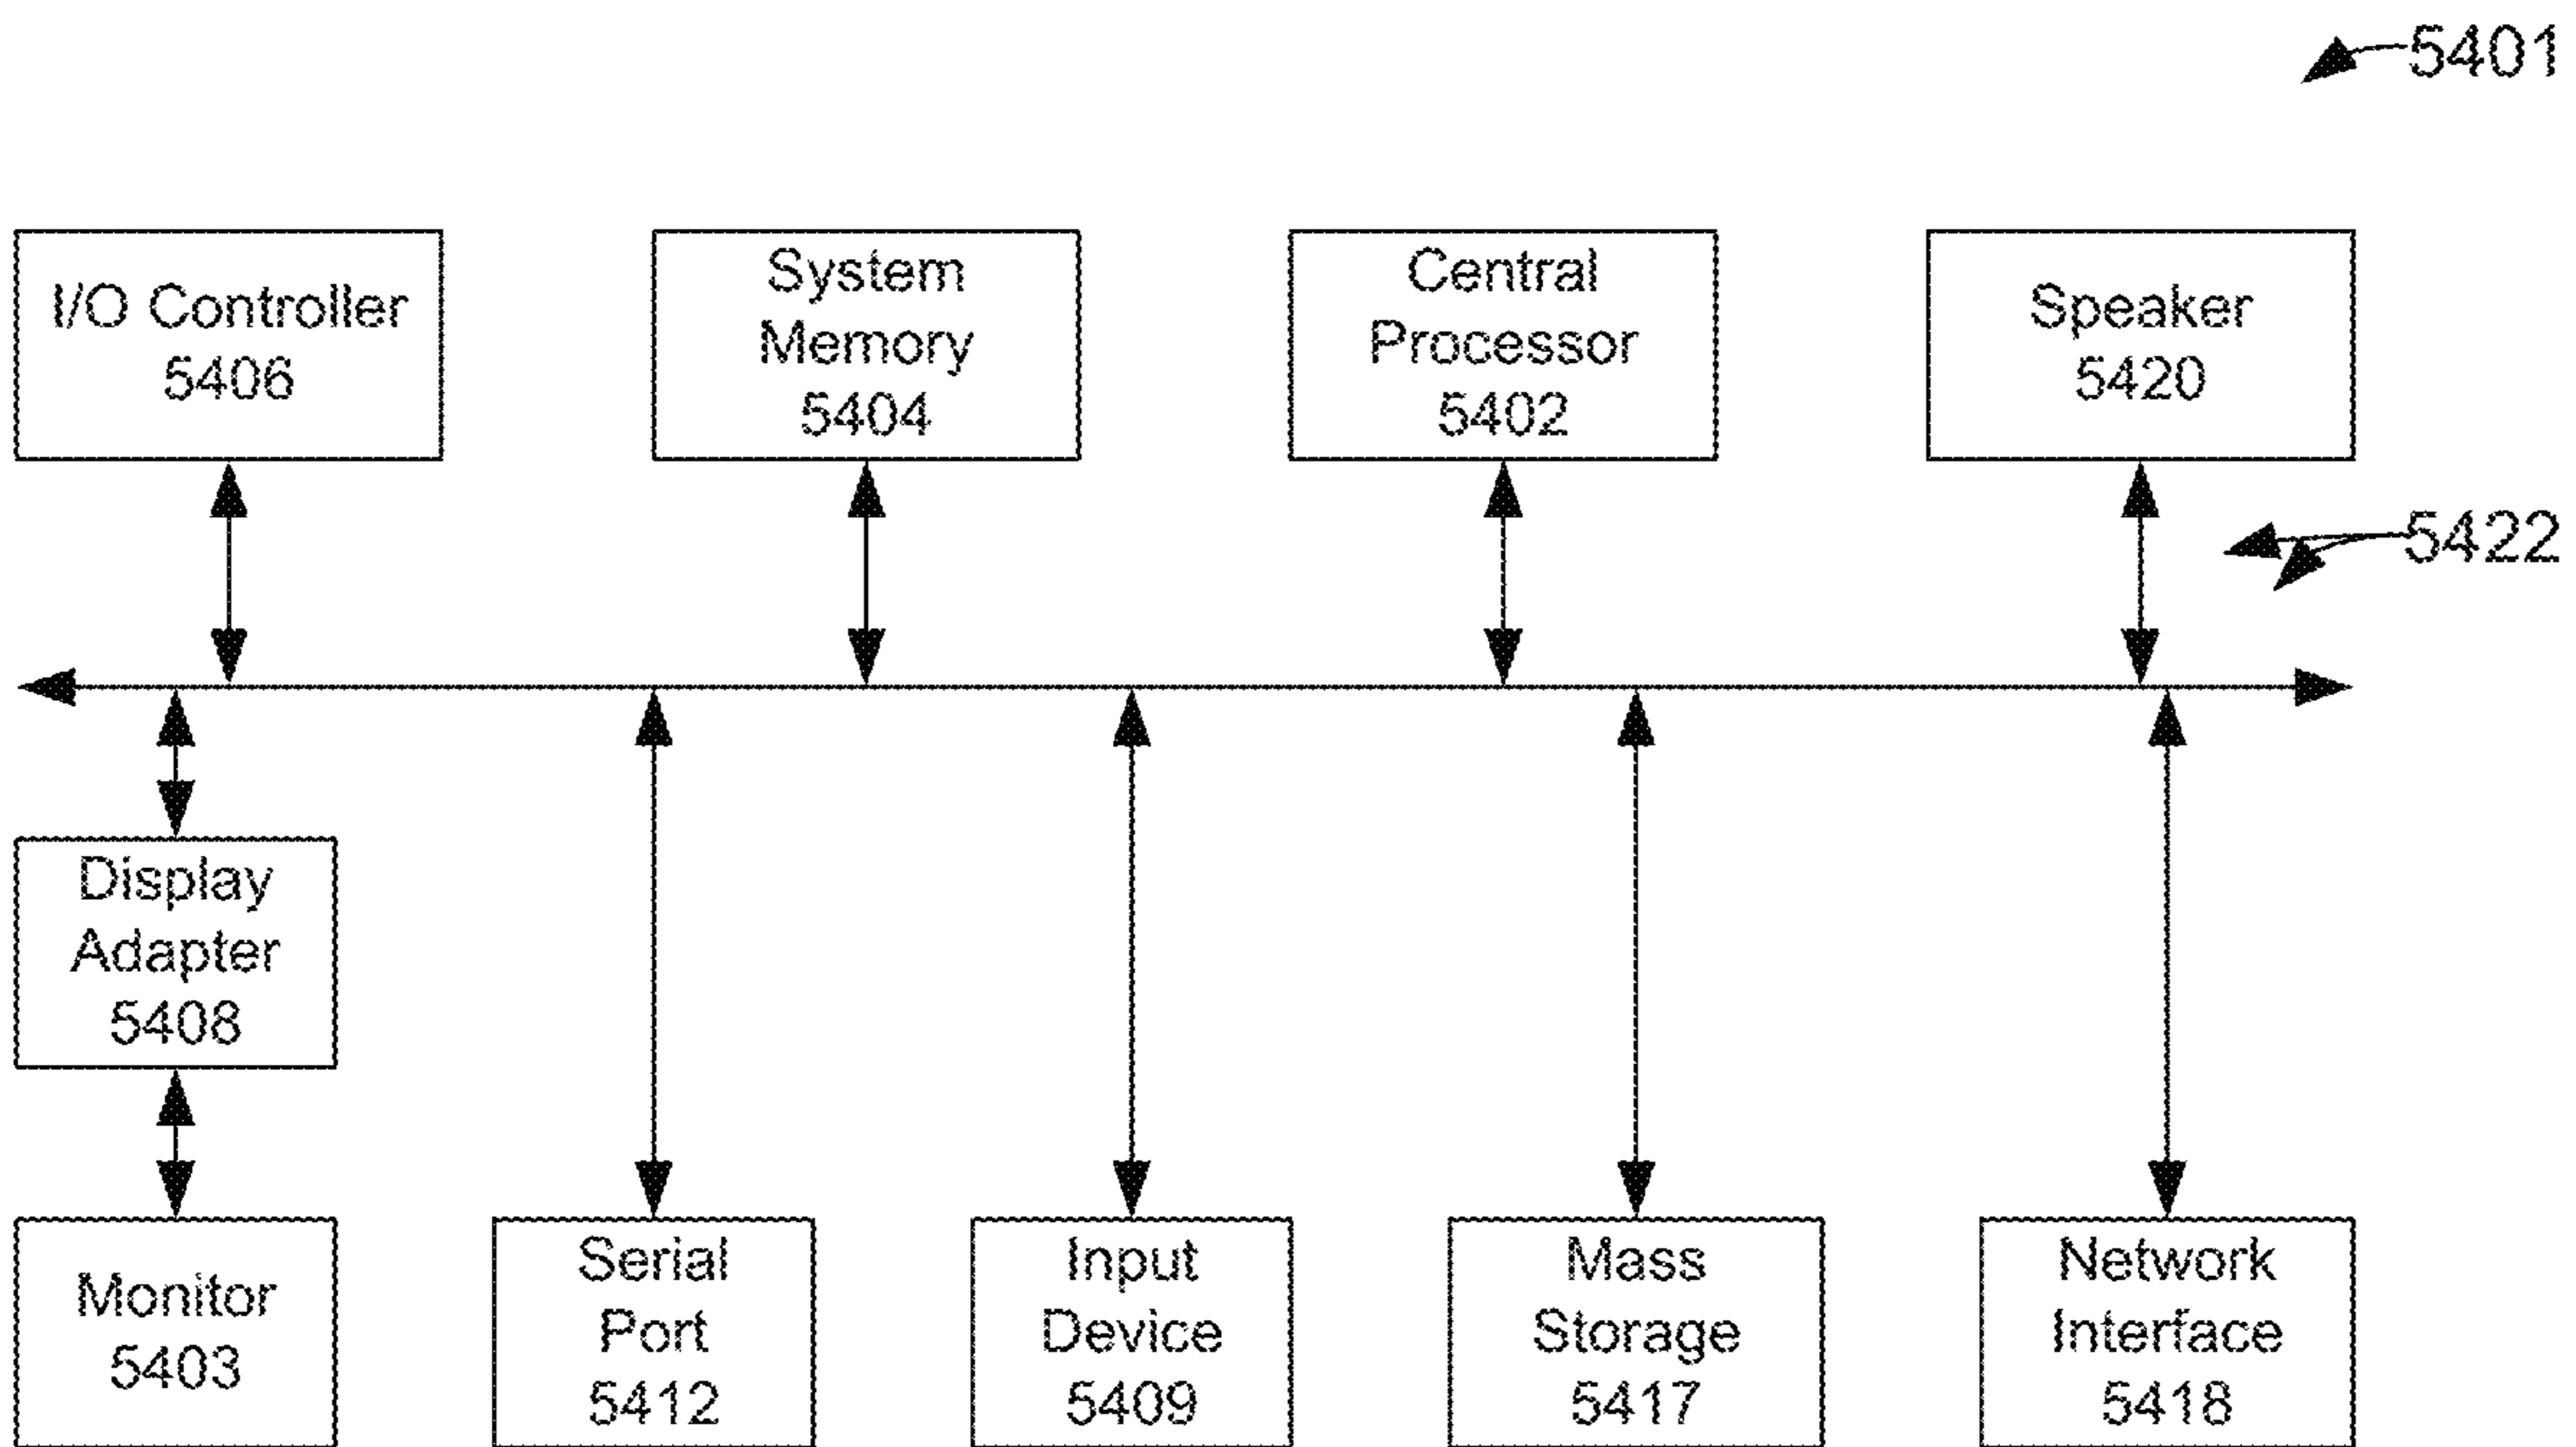 5401
I/O Controller
5406
System
Memory
5404
Central
Processor
5402
Speaker
5420
5422
Display
Adapter
5408
Monitor
5403
Serial
Port
5412
Input
Device
5409
Mass
Storage
5417
Network
Interface
5418